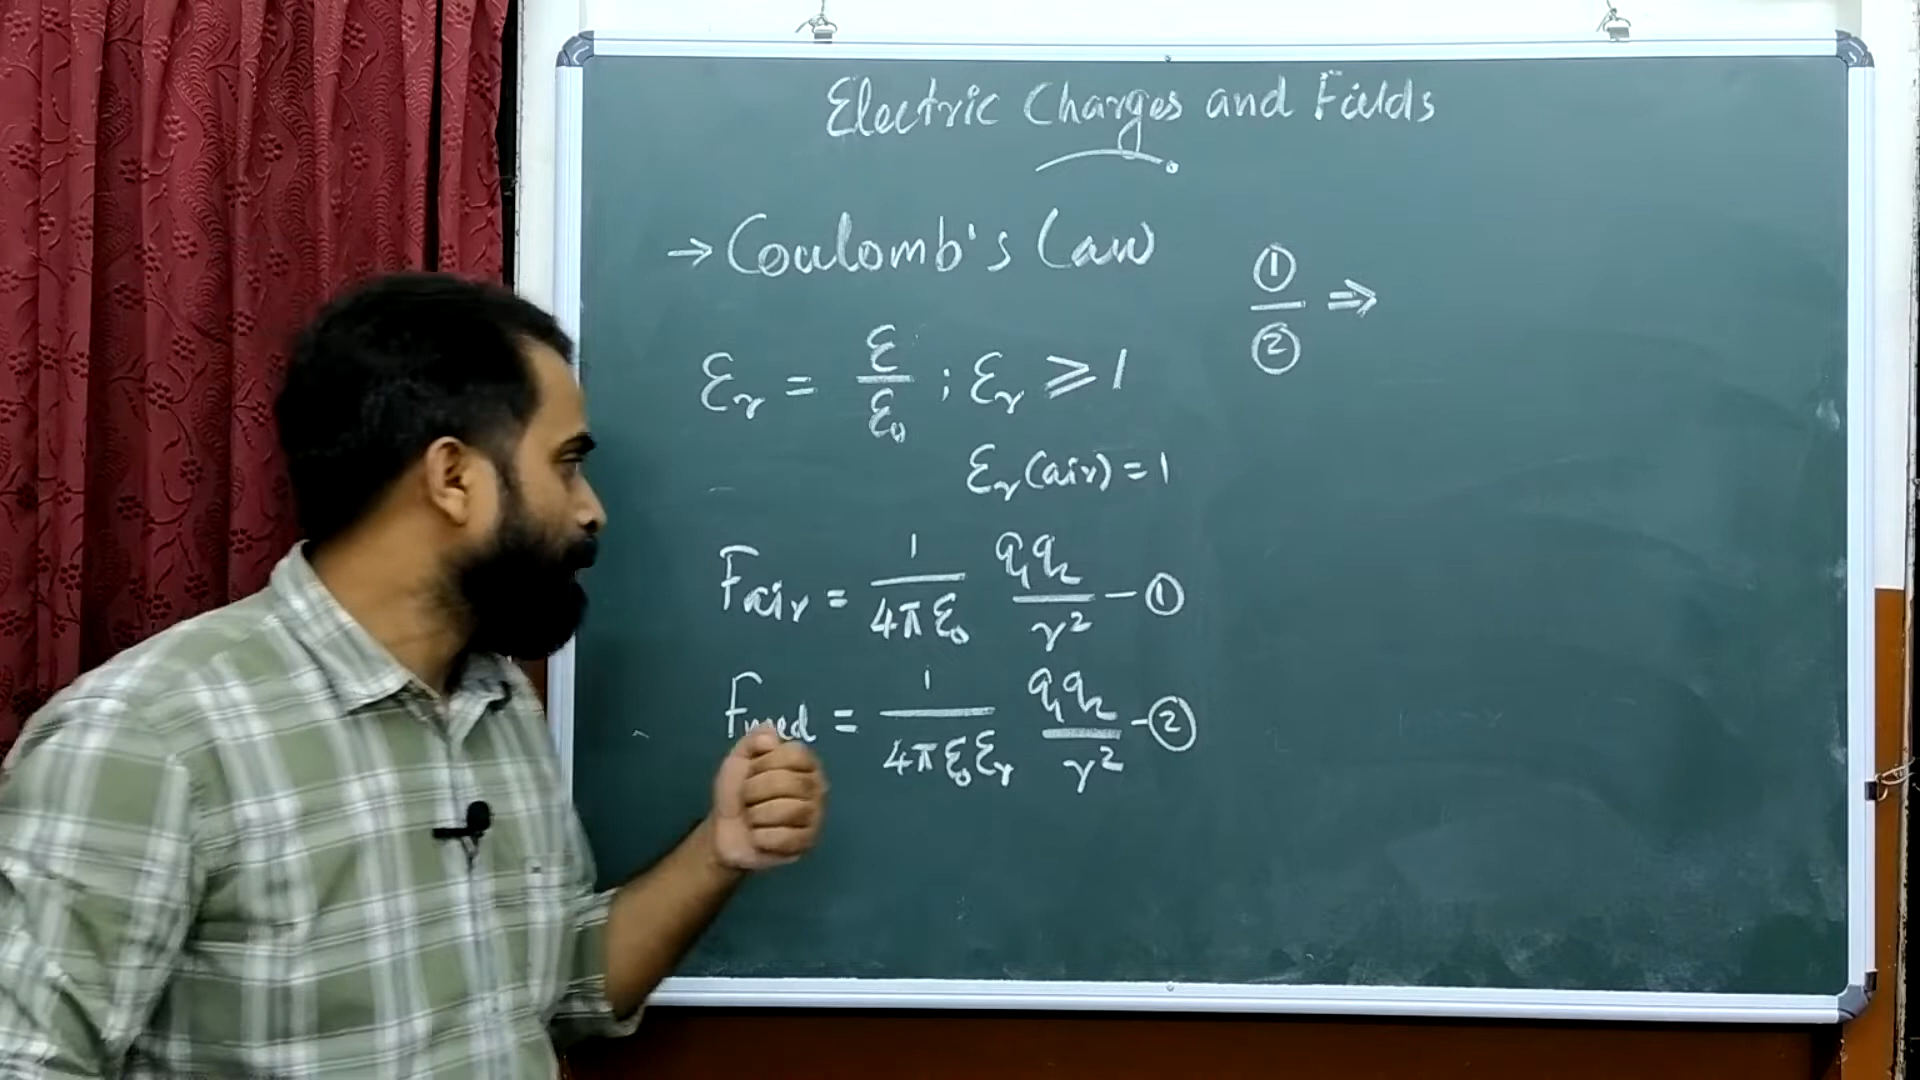 Electric Charges and Fields
→ Coulomb's Law
εr = ε/ε0 ; εr ≥ 1
εr (air) = 1
Fair = 1/4πε0 q1q2/r² — ①
Fmed = 1/4πε0εr q1q2/r² — ②
①/② ⇒